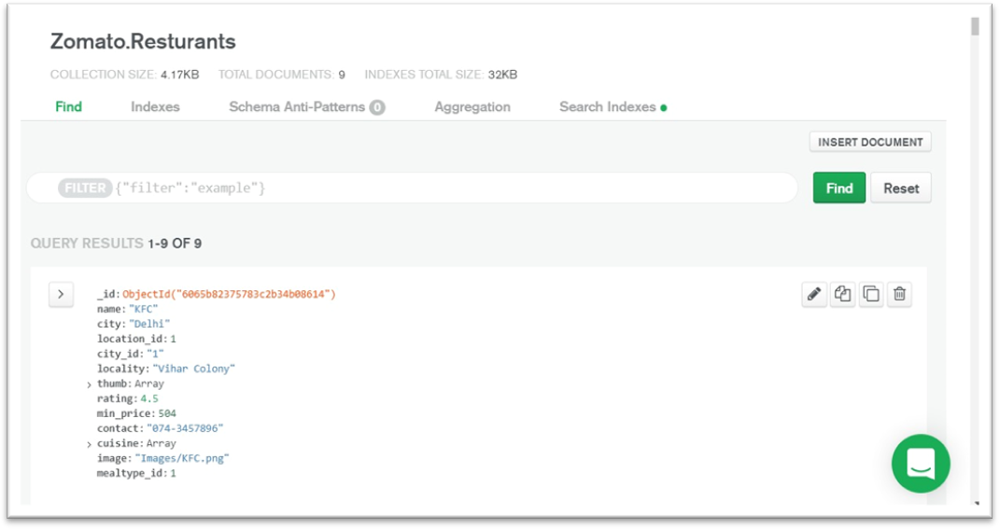 Zomato.Resturants
COLLECTION SIZE: 4.17KB TOTAL DOCUMENTS: 9 INDEXES TOTAL SIZE: 32KB
Find Indexes Schema Anti-Patterns 0 Aggregation Search Indexes
INSERT DOCUMENT
FILTER {"filter":"example"} Find Reset
QUERY RESULTS 1-9 OF 9
_id: ObjectId("6065b82375783c2b34b08614")
name: "KFC"
city: "Delhi"
location_id: 1
city_id: "1"
locality: "Vihar Colony"
thumb: Array
rating: 4.5
min_price: 504
contact: "074-3457896"
cuisine: Array
image: "Images/KFC.png"
mealtype_id: 1